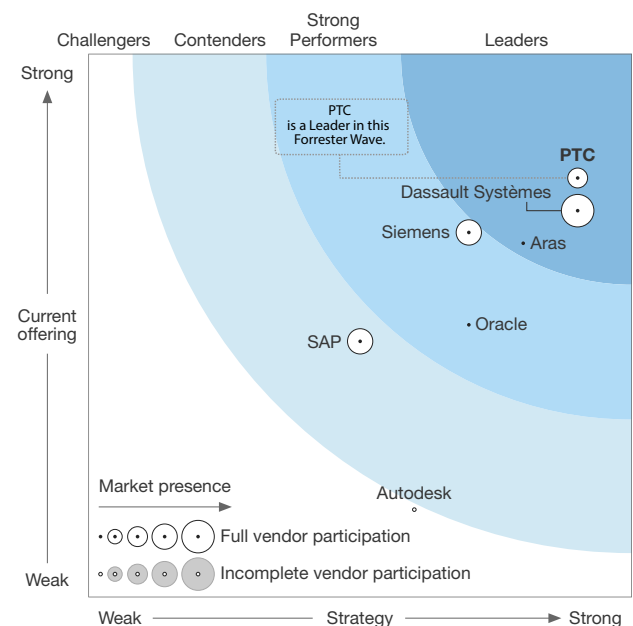 Challengers
Contenders
Strong
Performers
Leaders
Strong
PTC
is a Leader in this
Forrester Wave.
PTC
Dassault Systèmes
Siemens
Aras
Current
offering
Oracle
SAP
Market presence
Autodesk
Full vendor participation
Incomplete vendor participation
Weak
Weak
Strategy
Strong